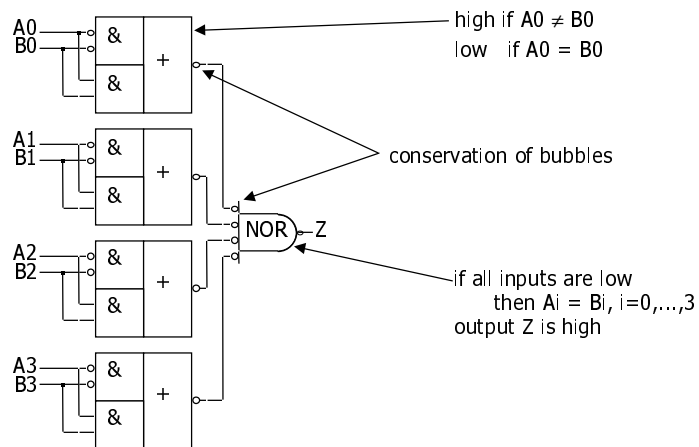 high if A0 ≠ B0
low if A0 = B0
A0
B0
&
&
+
A1
B1
&
&
+
conservation of bubbles
NOR
Z
A2
B2
&
&
+
if all inputs are low
then Ai = Bi, i=0,...,3
output Z is high
A3
B3
&
&
+